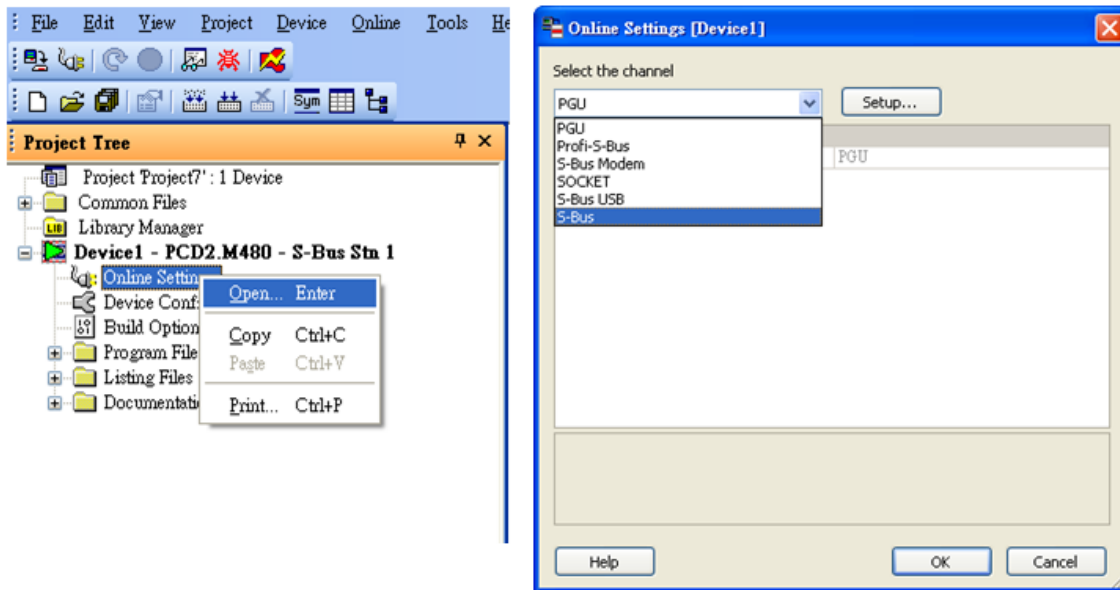 File Edit View Project Device Online Tools He
Sym
Project Tree
Project 'Project7' : 1 Device
Common Files
LIB Library Manager
Device1 - PCD2.M480 - S-Bus Stn 1
Online Settin
Device Conf
Build Option
Program File
Listing Files
Documentati
Open... Enter
Copy Ctrl+C
Paste Ctrl+V
Print... Ctrl+P
Online Settings [Device1]
Select the channel
PGU
Setup...
PGU
Profi-S-Bus
S-Bus Modem
SOCKET
S-Bus USB
S-Bus
PGU
Help
OK
Cancel